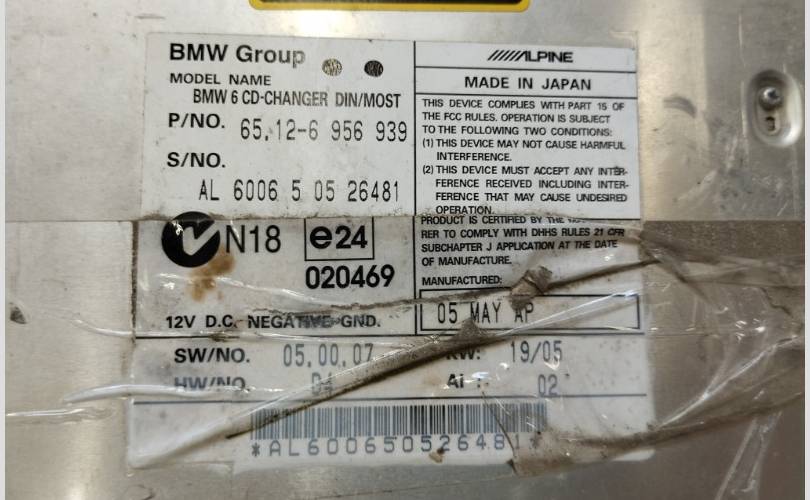 BMW Group
MODEL NAME
BMW 6 CD-CHANGER DIN/MOST
P/NO. 65.12-6 956 939
S/NO.
AL 6006 5 05 26481
N18 e24
020469
12V D.C. NEGATIVE GND.
ALPINE
MADE IN JAPAN
THIS DEVICE COMPLIES WITH PART 15 OF
THE FCC RULES. OPERATION IS SUBJECT
TO THE FOLLOWING TWO CONDITIONS:
(1) THIS DEVICE MAY NOT CAUSE HARMFUL
INTERFERENCE.
(2) THIS DEVICE MUST ACCEPT ANY INTER-
FERENCE RECEIVED INCLUDING INTER-
FERENCE THAT MAY CAUSE UNDESIRED
OPERATION.
PRODUCT IS CERTIFIED BY THE
RER TO COMPLY WITH DHHS RULES 21 CFR
SUBCHAPTER J APPLICATION AT THE DATE
OF MANUFACTURE.
MANUFACTURED:
05 MAY AP
SW/NO. 05.00.07 KW: 19/05
HW/NO. 02
*AL600650526481*